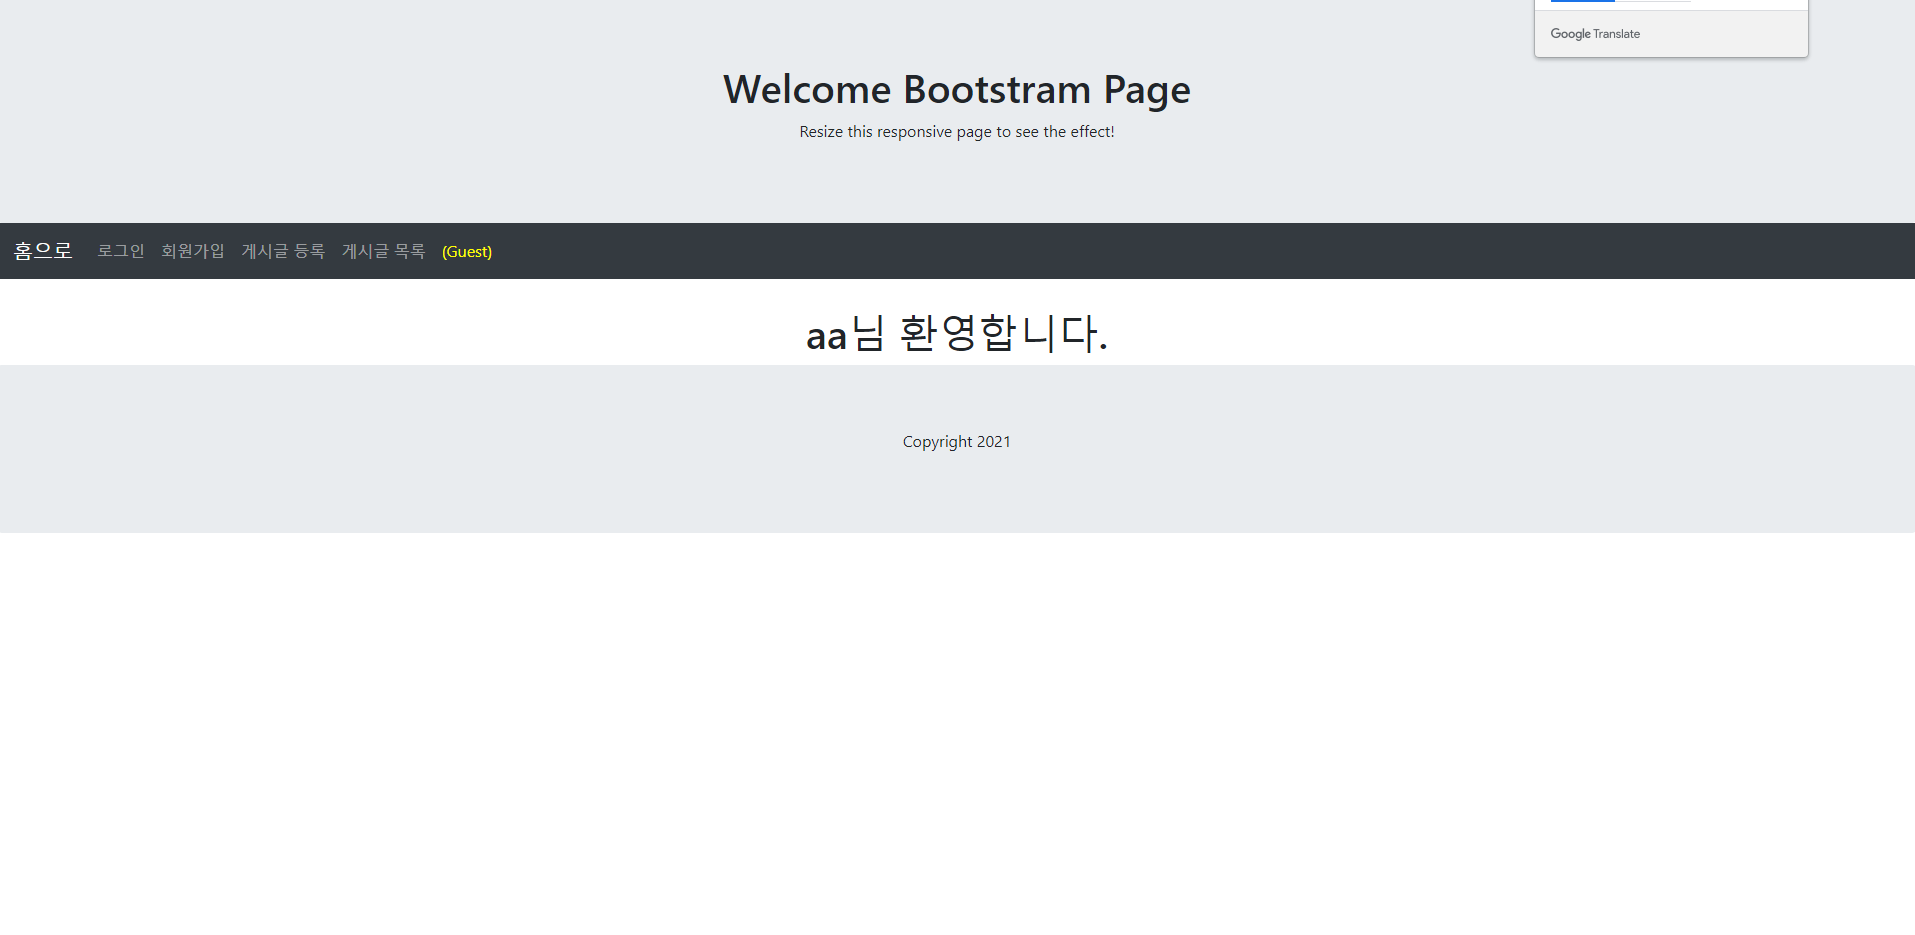 Google Translate
Welcome Bootstram Page
Resize this responsive page to see the effect!
홈으로 로그인 회원가입 게시글 등록 게시글 목록 (Guest)
aa님 환영합니다.
Copyright 2021